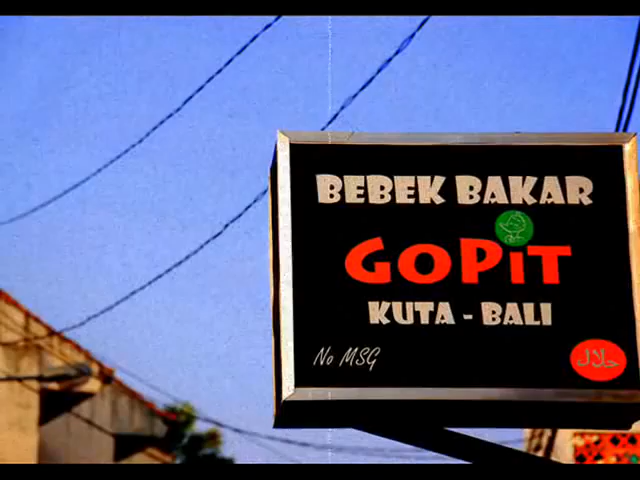 BEBEK BAKAR
GOPiT
KUTA - BALI
No MSG
حلال